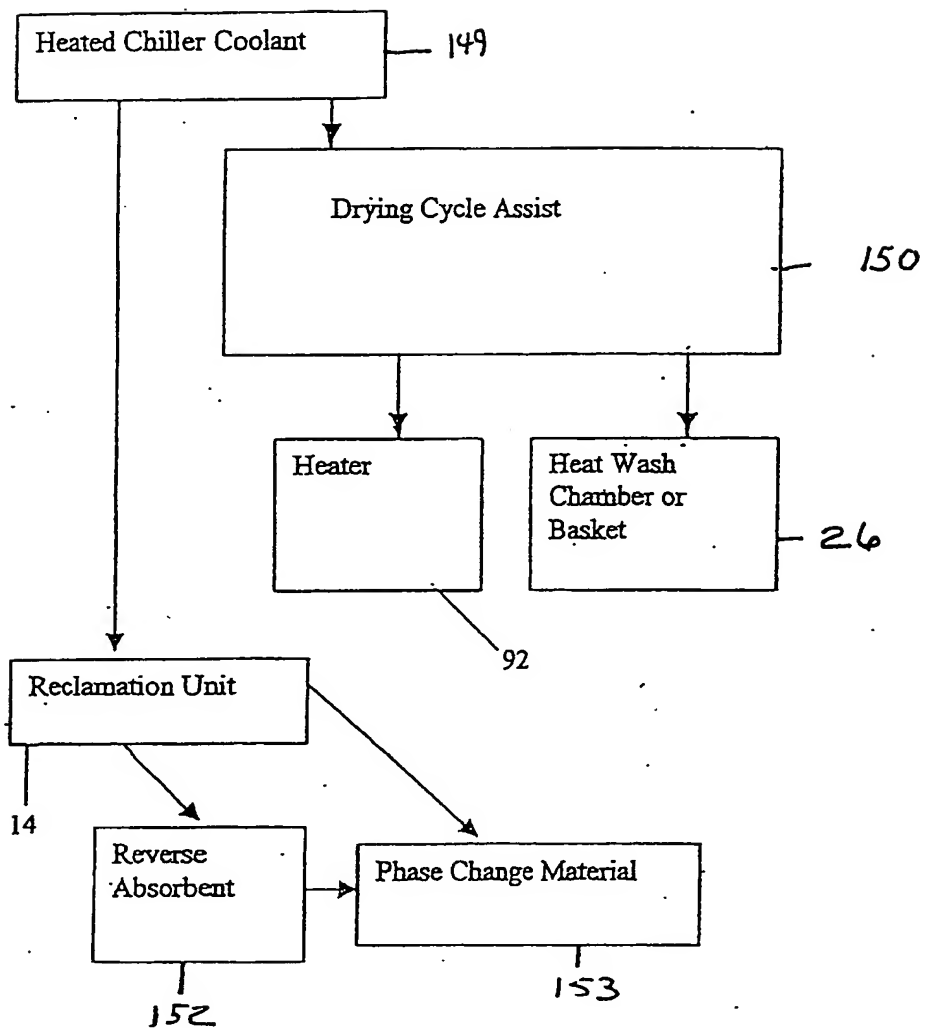 Heated Chiller Coolant
149
Drying Cycle Assist
150
Heater
Heat Wash
Chamber or
Basket
26
92
Reclamation Unit
14
Reverse
Absorbent
Phase Change Material
152
153